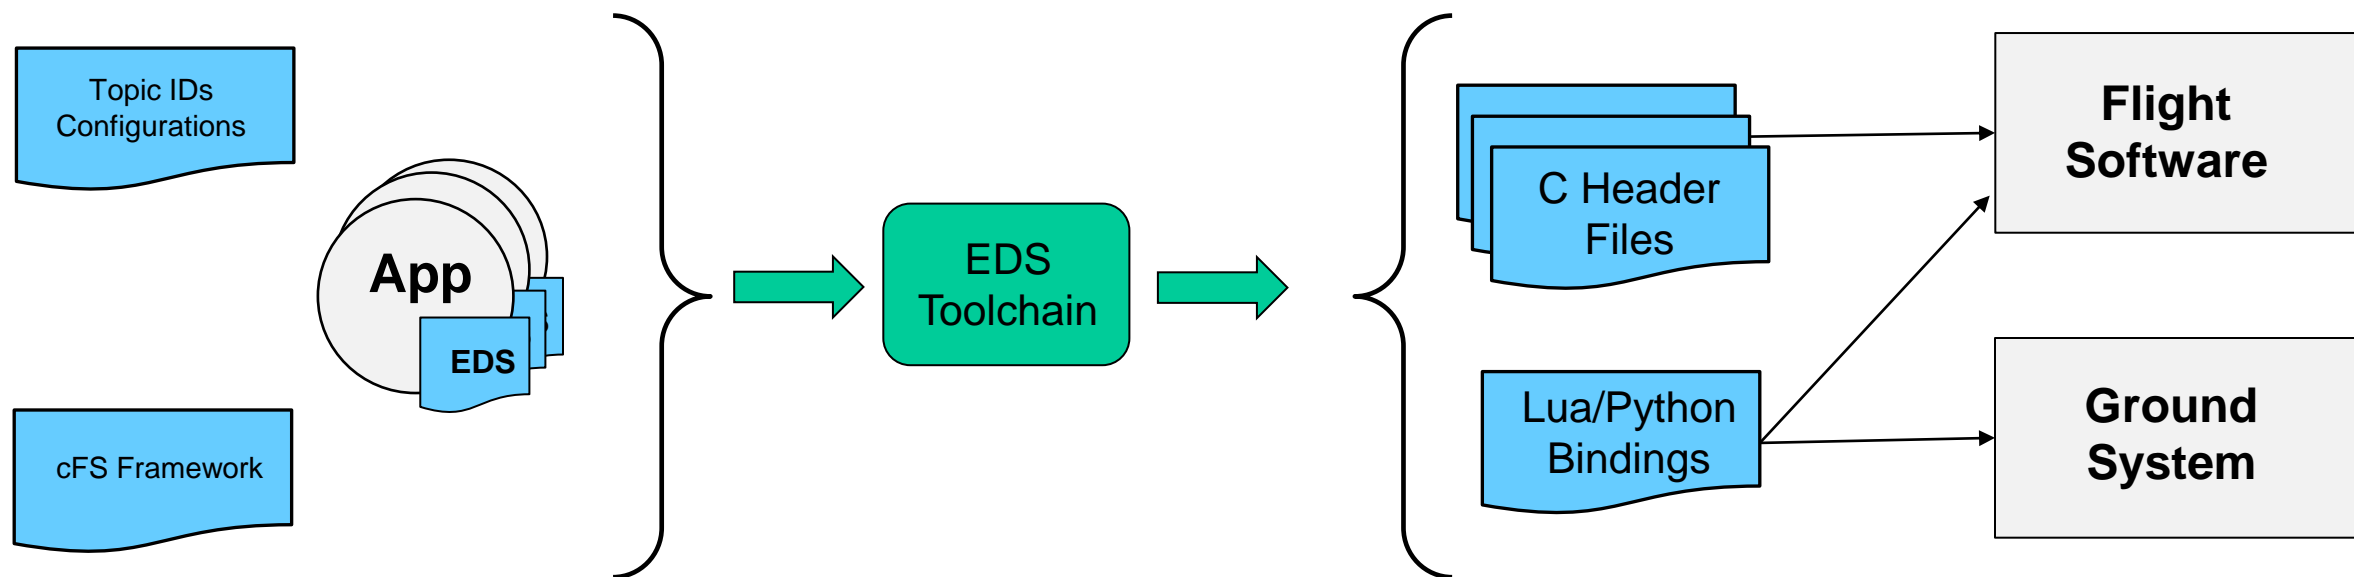 Topic IDs
Configurations
App
EDS
cFS Framework
EDS
Toolchain
C Header
Files
Lua/Python
Bindings
Flight
Software
Ground
System